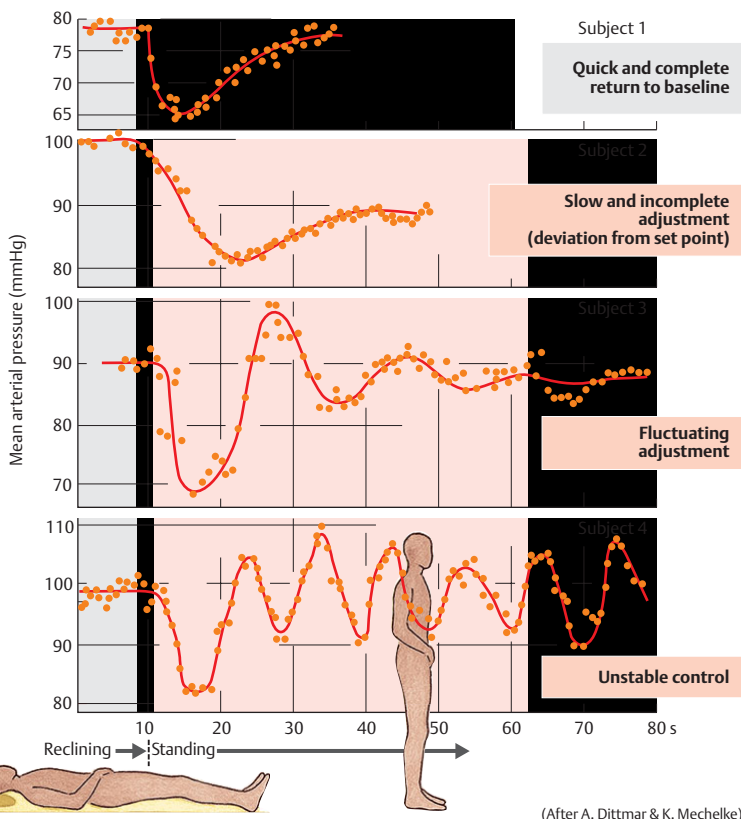 Subject 1
80
75
70
65
Quick and complete
return to baseline
Subject 2
100
90
80
Slow and incomplete
adjustment
(deviation from set point)
Mean arterial pressure (mmHg)
Subject 3
100
90
80
70
Fluctuating
adjustment
Subject 4
110
100
90
80
Unstable control
10 20 30 40 50 60 70 80 s
Reclining Standing
(After A. Dittmar & K. Mechelke)